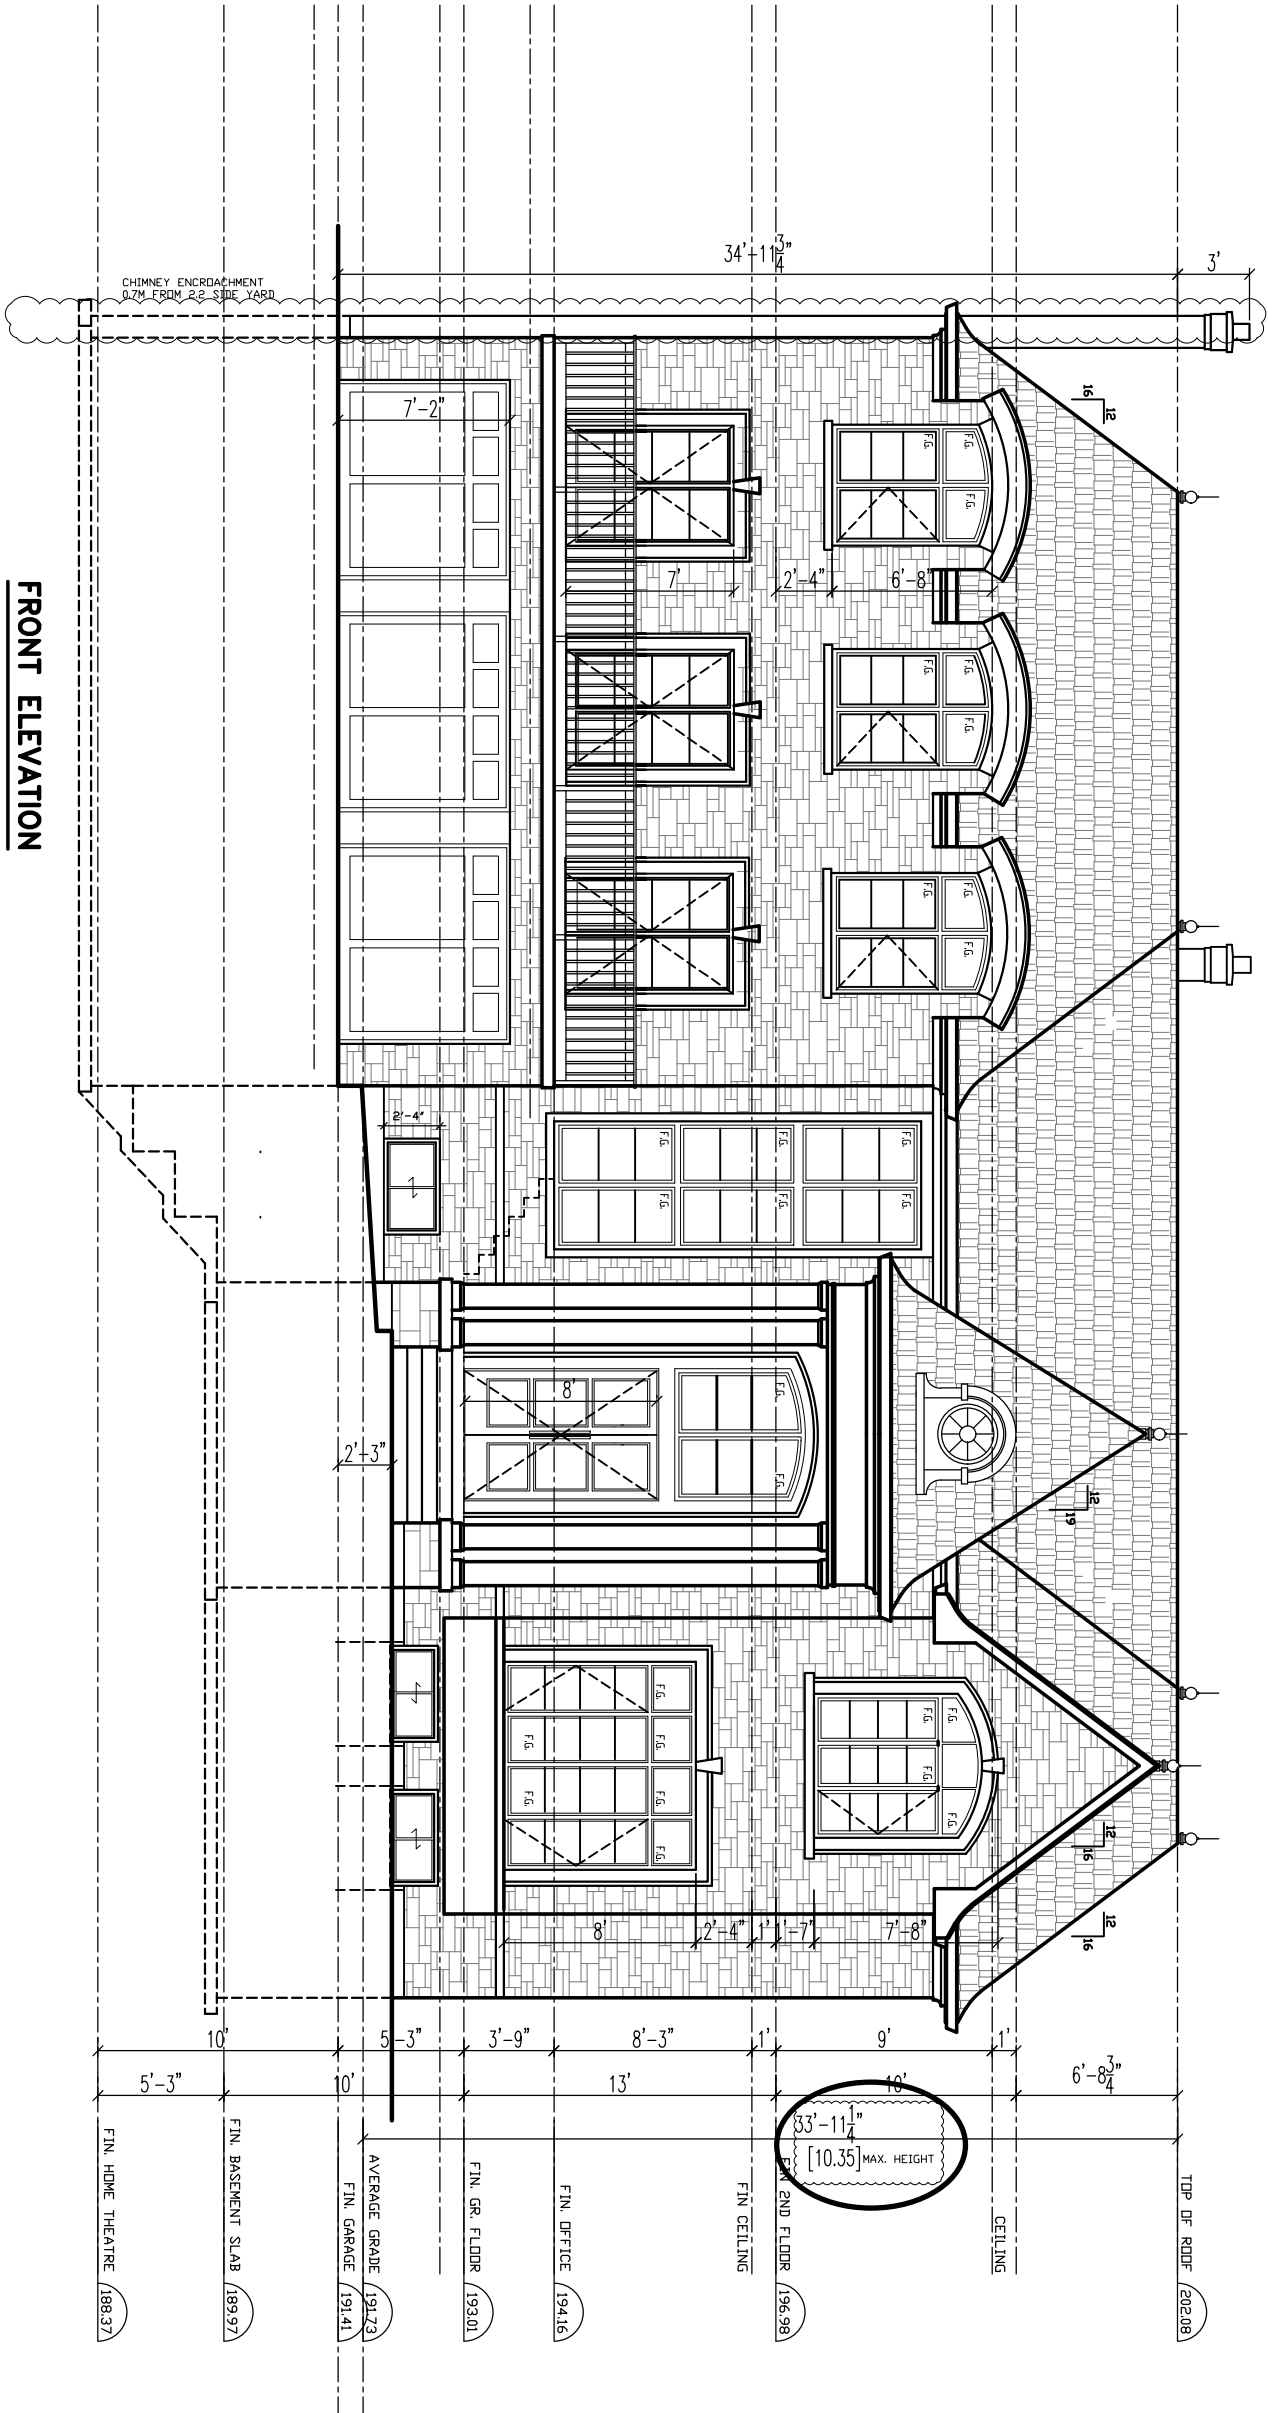 FRONT ELEVATION
CHIMNEY ENCROACHMENT
0.7M FROM 2.2 SIDE YARD
34'-11 3/4"
3'
7'-2"
16
12
F.G.
F.G.
F.G.
F.G.
F.G.
F.G.
F.G.
F.G.
F.G.
7'
2'-4"
6'-8"
2'-4"
F.G.
F.G.
F.G.
F.G.
F.G.
F.G.
8'
F.G.
F.G.
2'-3"
12
19
F.G.
F.G.
F.G.
F.G.
F.G.
F.G.
F.G.
F.G.
F.G.
F.G.
12
16
12
16
8'
2'-4"
1'
1'-7"
7'-8"
10'
5'-3"
3'-9"
8'-3"
1'
9'
1'
5'-3"
10'
13'
10'
6'-8 3/4"
33'-11 1/4"
[10.35] MAX. HEIGHT
TOP OF ROOF
202.08
CEILING
FIN 2ND FLOOR
196.98
FIN CEILING
FIN. OFFICE
194.16
FIN. GR. FLOOR
193.01
AVERAGE GRADE
191.73
FIN. GARAGE
191.41
FIN. BASEMENT SLAB
189.97
FIN. HOME THEATRE
188.37